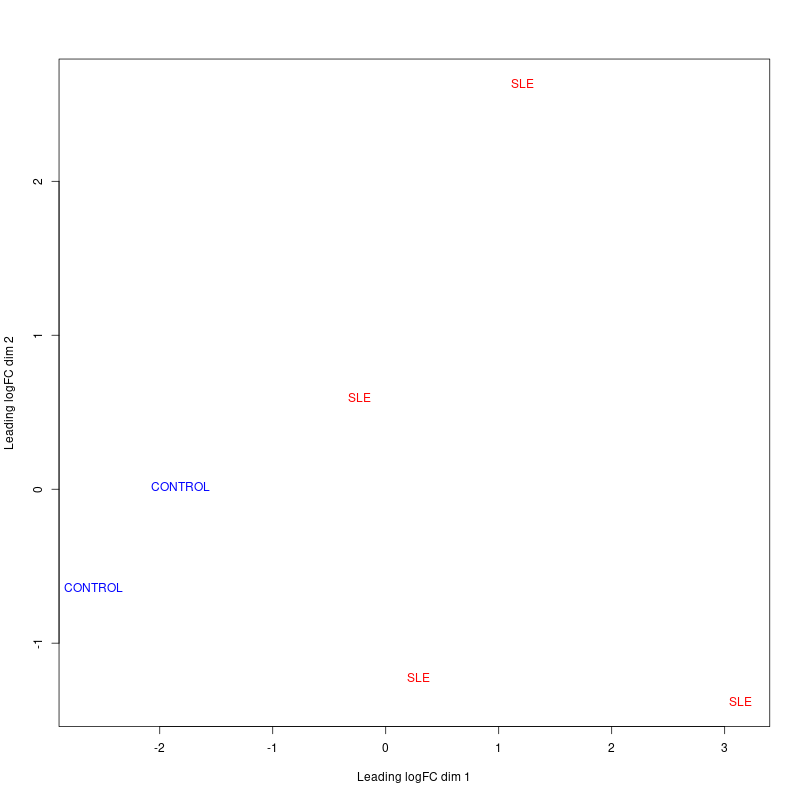 SLE
2
1
Leading logFC dim 2
SLE
0
CONTROL
CONTROL
-1
SLE
SLE
-2 -1 0 1 2 3
Leading logFC dim 1